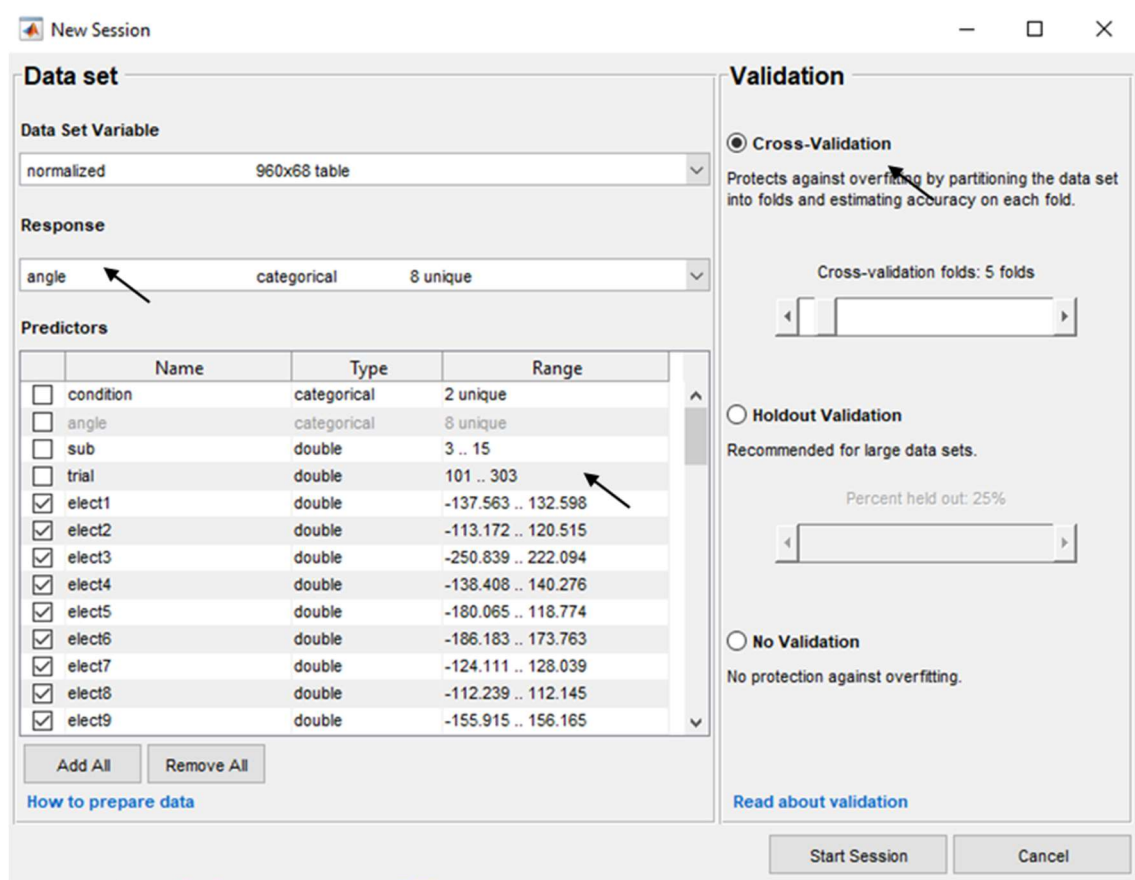 New Session
Data set
Data Set Variable
normalized 960x68 table
Response
angle categorical 8 unique
Predictors
Name Type Range
condition categorical 2 unique
angle categorical 8 unique
sub double 3 .. 15
trial double 101 .. 303
elect1 double -137.563 .. 132.598
elect2 double -113.172 .. 120.515
elect3 double -250.839 .. 222.094
elect4 double -138.408 .. 140.276
elect5 double -180.065 .. 118.774
elect6 double -186.183 .. 173.763
elect7 double -124.111 .. 128.039
elect8 double -112.239 .. 112.145
elect9 double -155.915 .. 156.165
Add All Remove All
How to prepare data
Validation
Cross-Validation
Protects against overfitting by partitioning the data set
into folds and estimating accuracy on each fold.
Cross-validation folds: 5 folds
Holdout Validation
Recommended for large data sets.
Percent held out: 25%
No Validation
No protection against overfitting.
Read about validation
Start Session Cancel